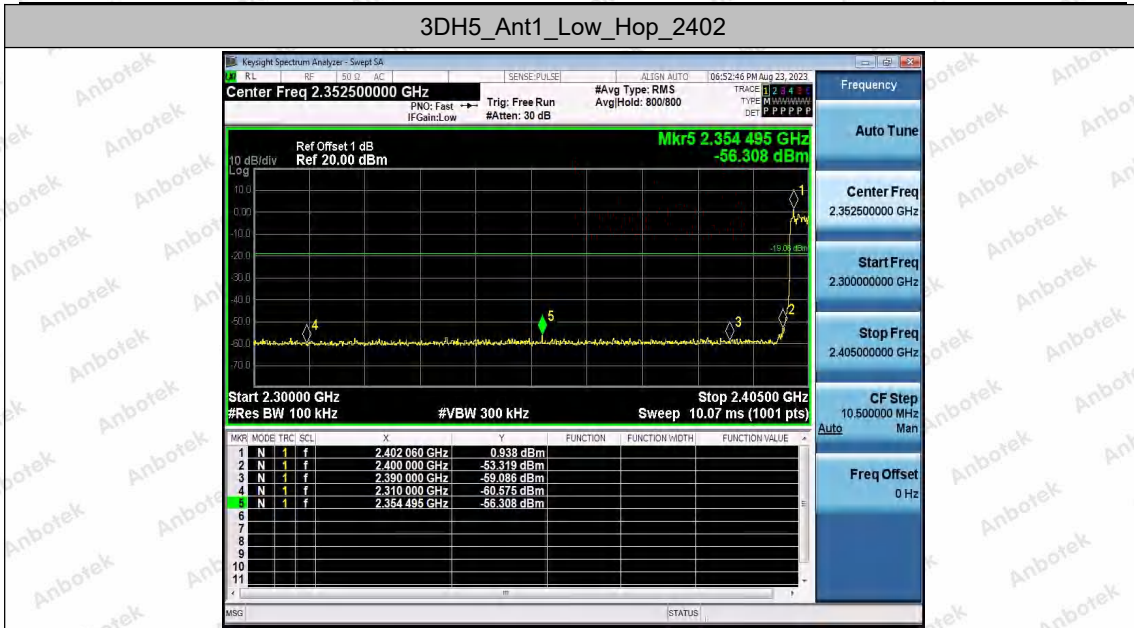 3DH5_Ant1_Low_Hop_2402
Keysight Spectrum Analyzer - Swept SA
RL RF 50 Ω AC SENSE:PULSE ALIGN AUTO 06:52:46 PM Aug 23, 2023
Center Freq 2.352500000 GHz
PNO: Fast
IFGain:Low
Trig: Free Run
#Atten: 30 dB
#Avg Type: RMS
Avg|Hold: 800/800
TRACE 1 2 3 4 5 6
TYPE M W W W W W
DET P P P P P P
Frequency
Auto Tune
Center Freq
2.352500000 GHz
Start Freq
2.300000000 GHz
Stop Freq
2.405000000 GHz
CF Step
10.500000 MHz
Auto Man
Freq Offset
0 Hz
Ref Offset 1 dB
10 dB/div Ref 20.00 dBm
Log
Mkr5 2.354 495 GHz
-56.308 dBm
10.0
0.00
-10.0
-20.0
-30.0
-40.0
-50.0
-60.0
-70.0
1
2
3
4
5
Start 2.30000 GHz Stop 2.40500 GHz
#Res BW 100 kHz #VBW 300 kHz Sweep 10.07 ms (1001 pts)
MKR MODE TRC SCL X Y FUNCTION FUNCTION WIDTH FUNCTION VALUE
1 N 1 f 2.402 060 GHz 0.938 dBm
2 N 1 f 2.400 000 GHz -53.319 dBm
3 N 1 f 2.390 000 GHz -59.086 dBm
4 N 1 f 2.310 000 GHz -60.575 dBm
5 N 1 f 2.354 495 GHz -56.308 dBm
6
7
8
9
10
11
MSG STATUS
Anbotek